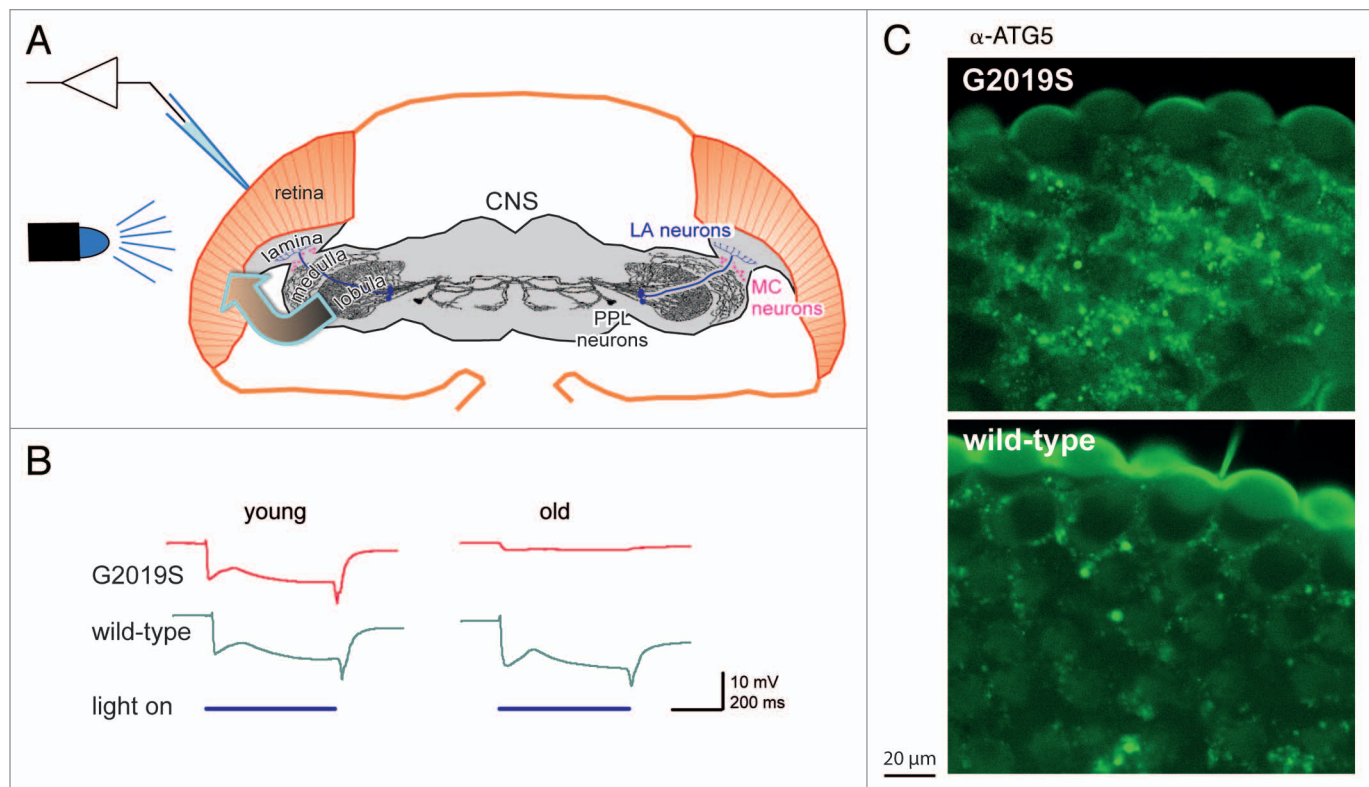 A
retina
CNS
lamina
medulla
lobula
LA neurons
MC
neurons
PPL
neurons
B
young
old
G2019S
wild-type
light on
10 mV
200 ms
C
α-ATG5
G2019S
wild-type
20 µm